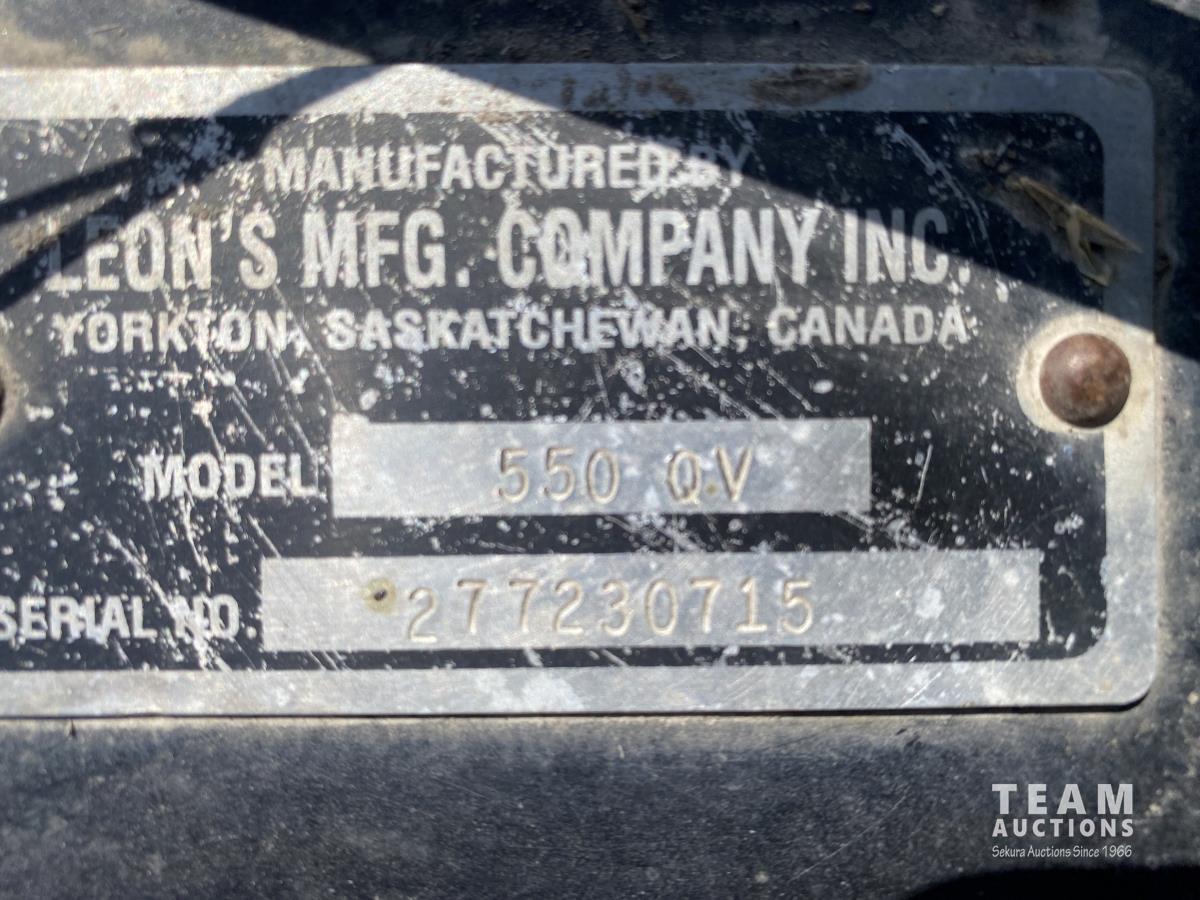 MANUFACTURED BY
LEON'S MFG. COMPANY INC.
YORKTON, SASKATCHEWAN, CANADA
MODEL 550 QV
SERIAL NO. 277230715
TEAM
AUCTIONS
Sekura Auctions Since 1966